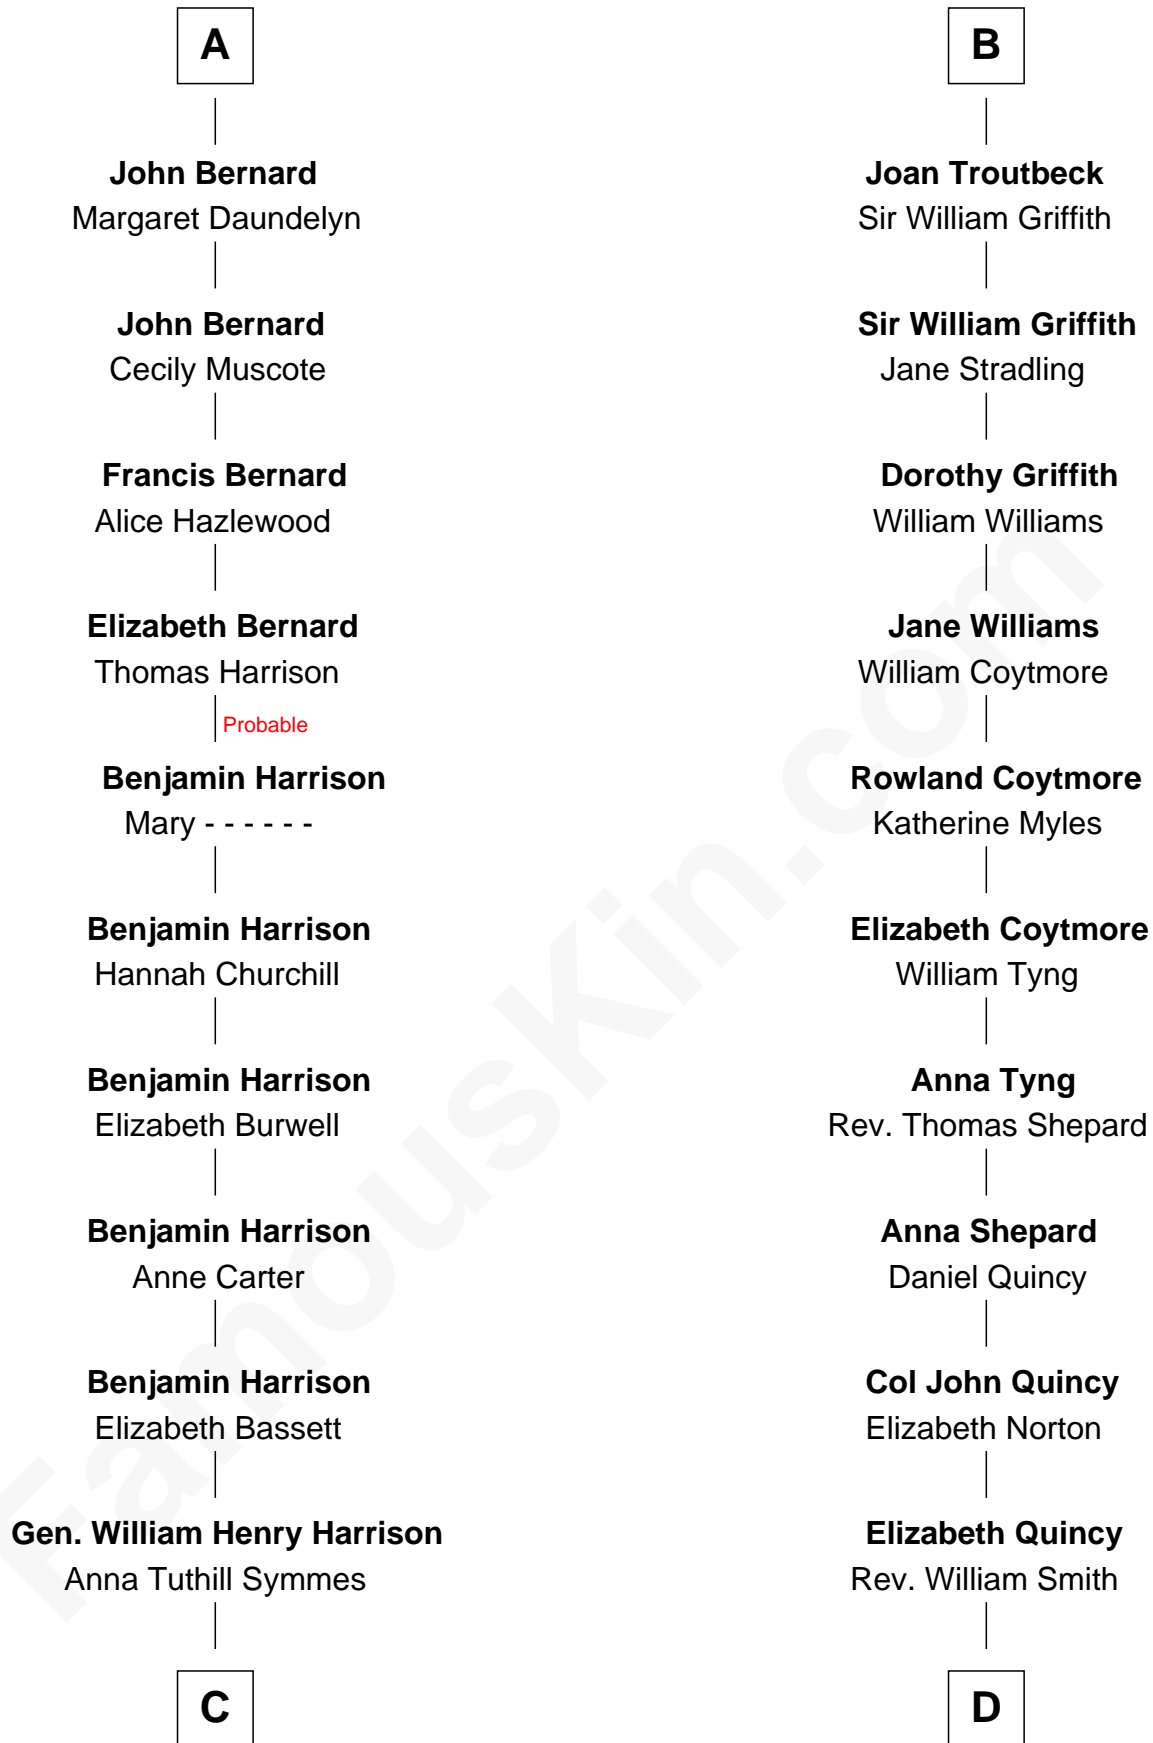 A
John Bernard
Margaret Daundelyn
John Bernard
Cecily Muscote
Francis Bernard
Alice Hazlewood
Elizabeth Bernard
Thomas Harrison
Probable
Benjamin Harrison
Mary - - - - - -
Benjamin Harrison
Hannah Churchill
Benjamin Harrison
Elizabeth Burwell
Benjamin Harrison
Anne Carter
Benjamin Harrison
Elizabeth Bassett
Gen. William Henry Harrison
Anna Tuthill Symmes
C
B
Joan Troutbeck
Sir William Griffith
Sir William Griffith
Jane Stradling
Dorothy Griffith
William Williams
Jane Williams
William Coytmore
Rowland Coytmore
Katherine Myles
Elizabeth Coytmore
William Tyng
Anna Tyng
Rev. Thomas Shepard
Anna Shepard
Daniel Quincy
Col John Quincy
Elizabeth Norton
Elizabeth Quincy
Rev. William Smith
D
FamousKin.com